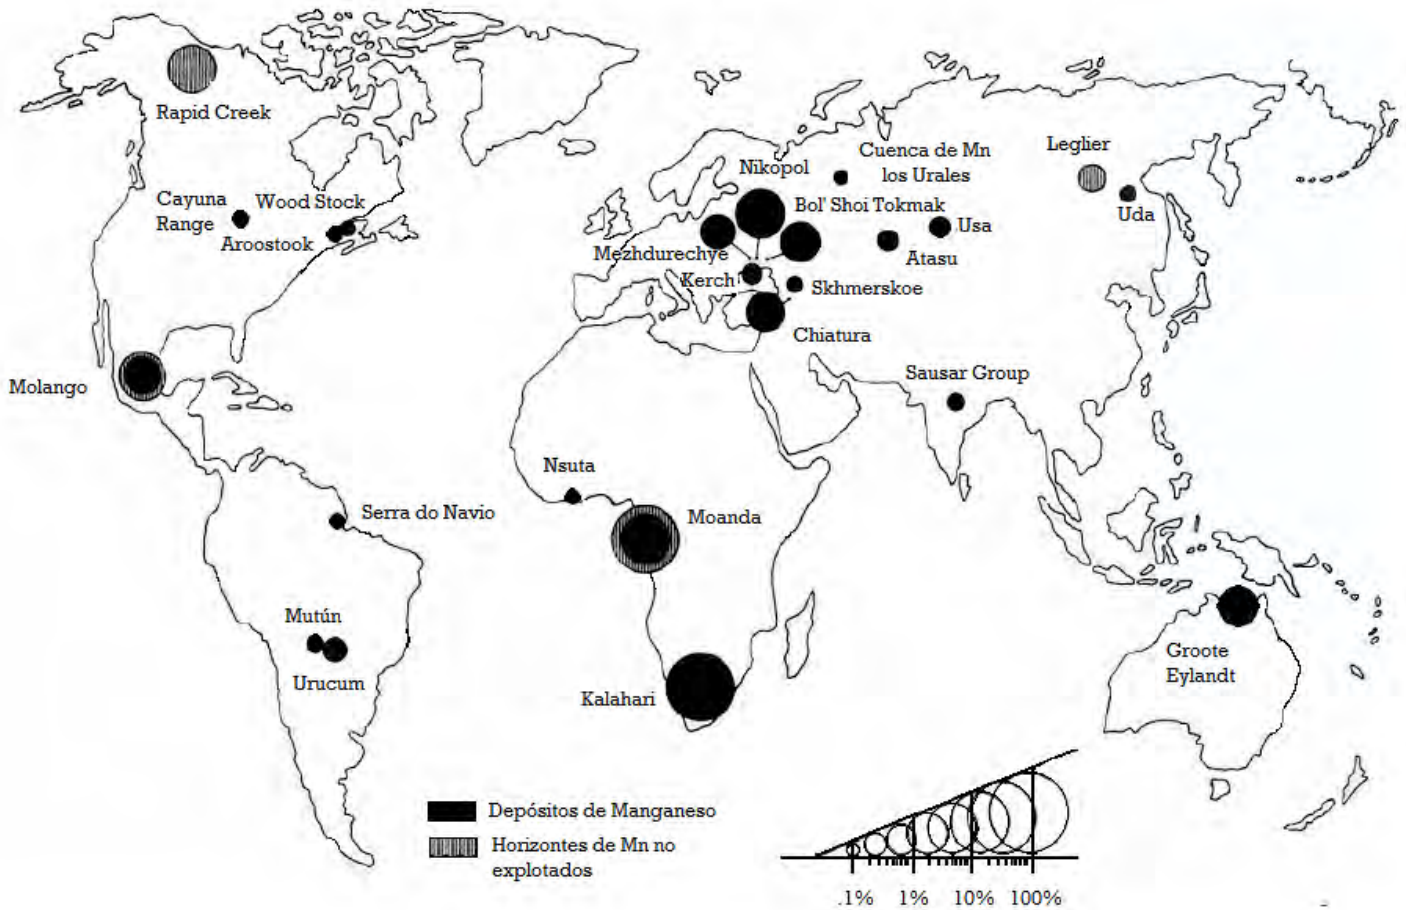 Rapid Creek
Cayuna
Range
Wood Stock
Aroostook
Molango
Serra do Navio
Mutún
Urucum
Nikopol
Cuenca de Mn
los Urales
Bol' Shoi Tokmak
Mezhdurechye
Kerch
Skhmerskoe
Chiatura
Usa
Atasu
Leglier
Uda
Sausar Group
Nsuta
Moanda
Kalahari
Groote
Eylandt
Depósitos de Manganeso
Horizontes de Mn no
explotados
.1% 1% 10% 100%